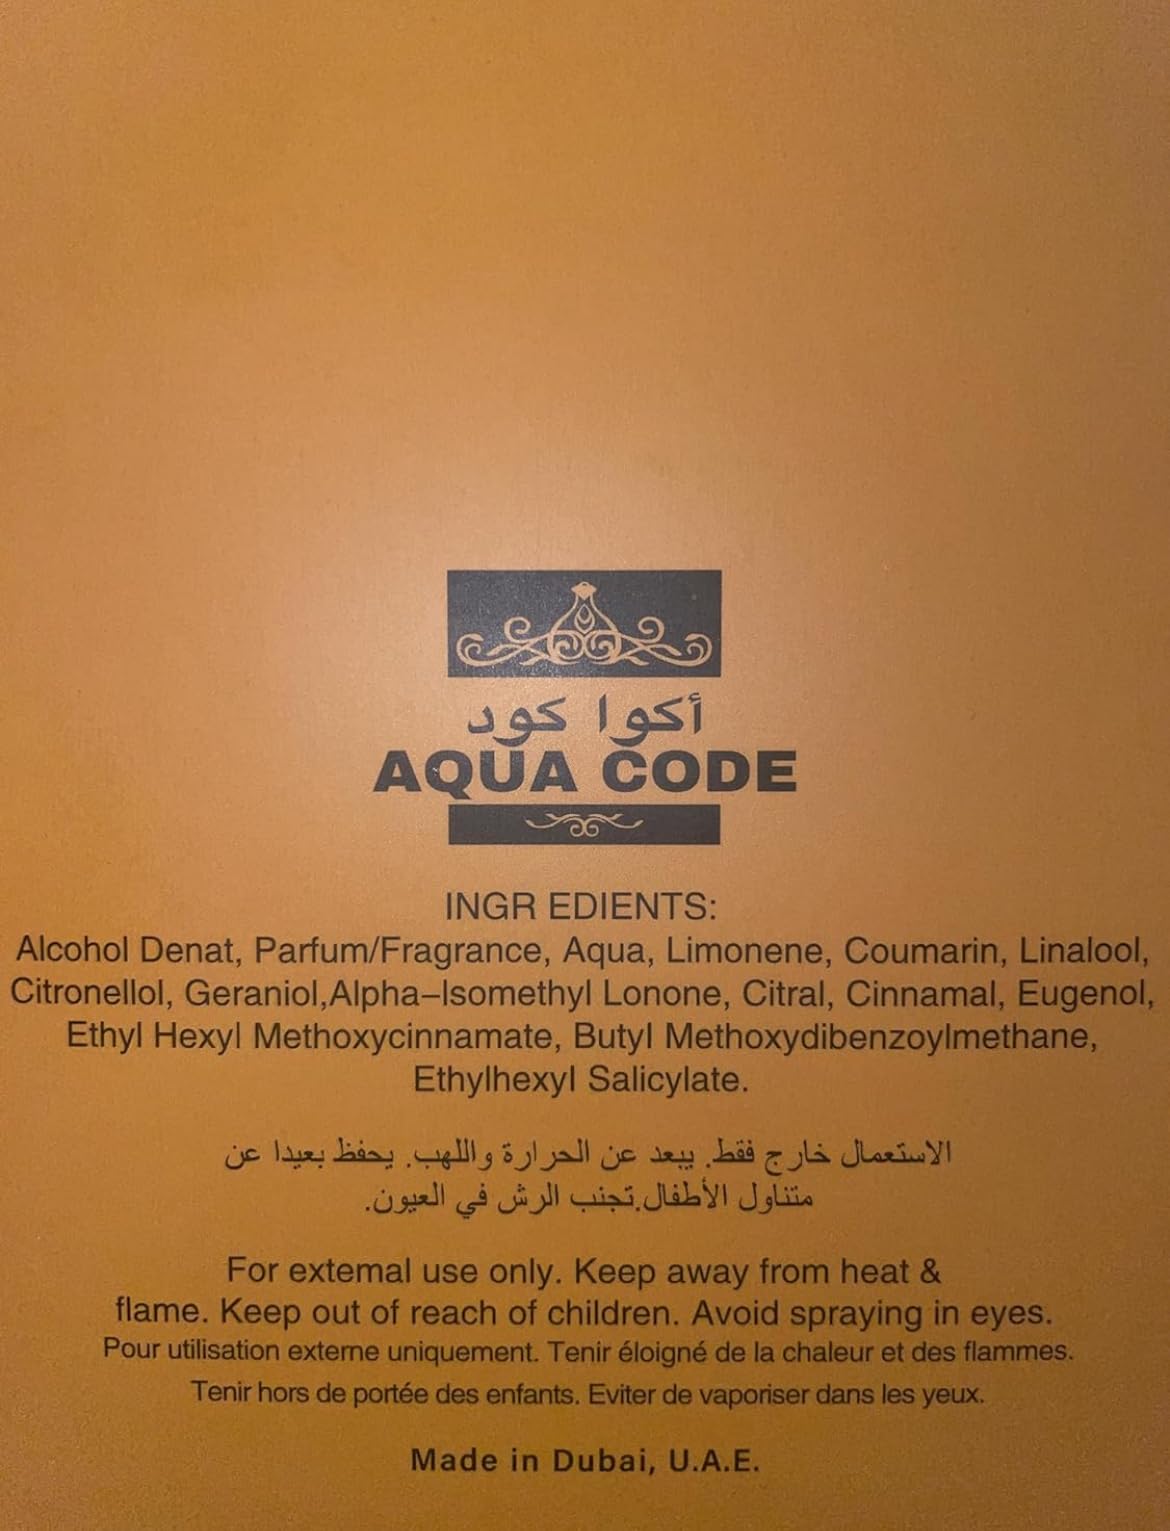 أكوا كود
AQUA CODE
INGR EDIENTS:
Alcohol Denat, Parfum/Fragrance, Aqua, Limonene, Coumarin, Linalool,
Citronellol, Geraniol,Alpha–Isomethyl Lonone, Citral, Cinnamal, Eugenol,
Ethyl Hexyl Methoxycinnamate, Butyl Methoxydibenzoylmethane,
Ethylhexyl Salicylate.
الاستعمال خارج فقط. يبعد عن الحرارة واللهب. يحفظ بعيدا عن
متناول الأطفال.تجنب الرش في العيون.
For extemal use only. Keep away from heat &
flame. Keep out of reach of children. Avoid spraying in eyes.
Pour utilisation exteme uniquement. Tenir éloigné de la chaleur et des flammes.
Tenir hors de portée des enfants. Eviter de vaporiser dans les yeux.
Made in Dubai, U.A.E.